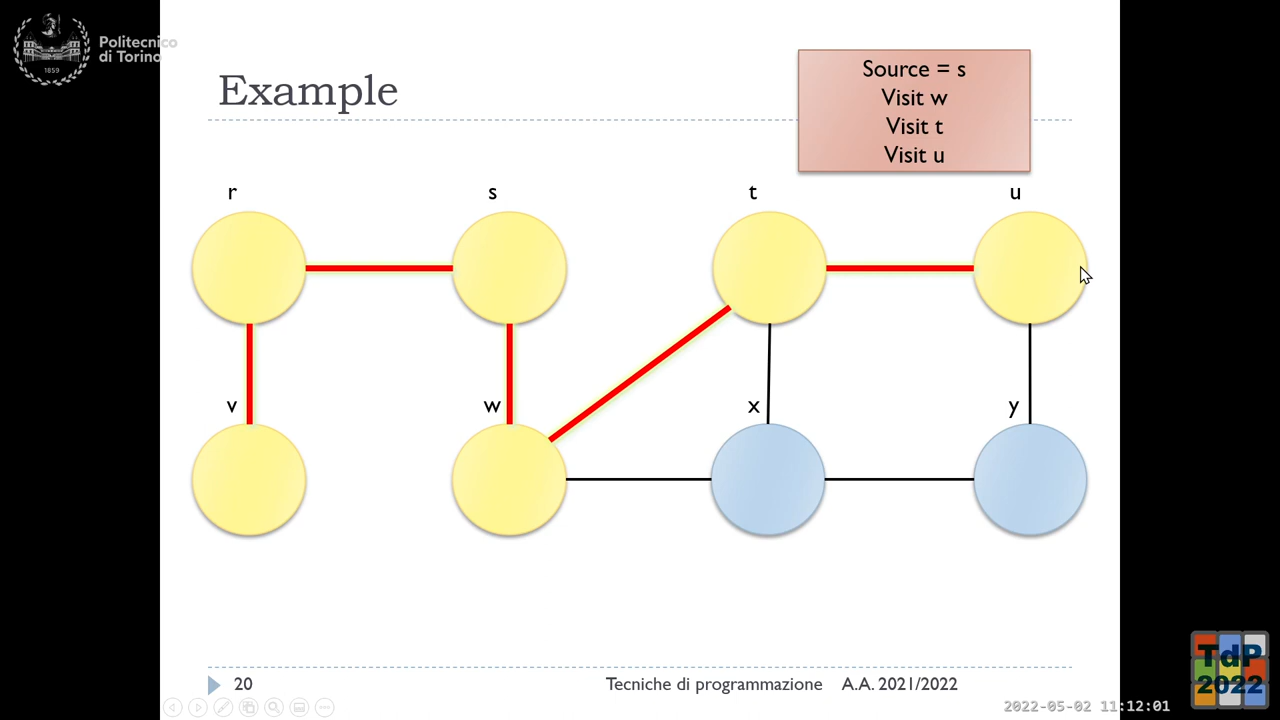 Politecnico
di Torino
1859
Example
Source = s
Visit w
Visit t
Visit u
r
s
t
u
v
w
x
y
20
Tecniche di programmazione
A.A. 2021/2022
TdP
2022
2022-05-02 11:12:01